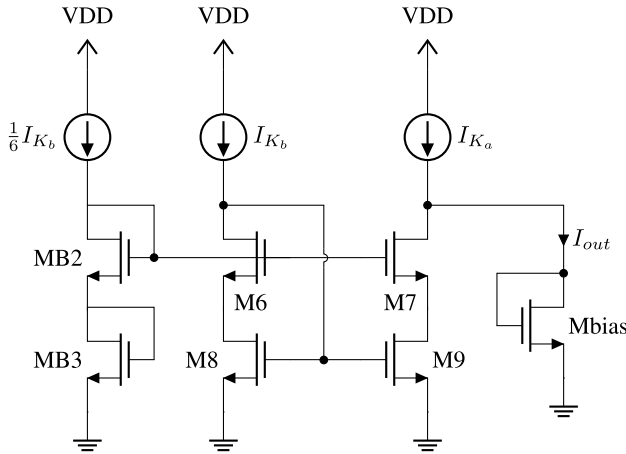 VDD VDD VDD
1/6 I_{K_b} I_{K_b} I_{K_a}
I_{out}
MB2
M6 M7
Mbias
MB3 M8 M9